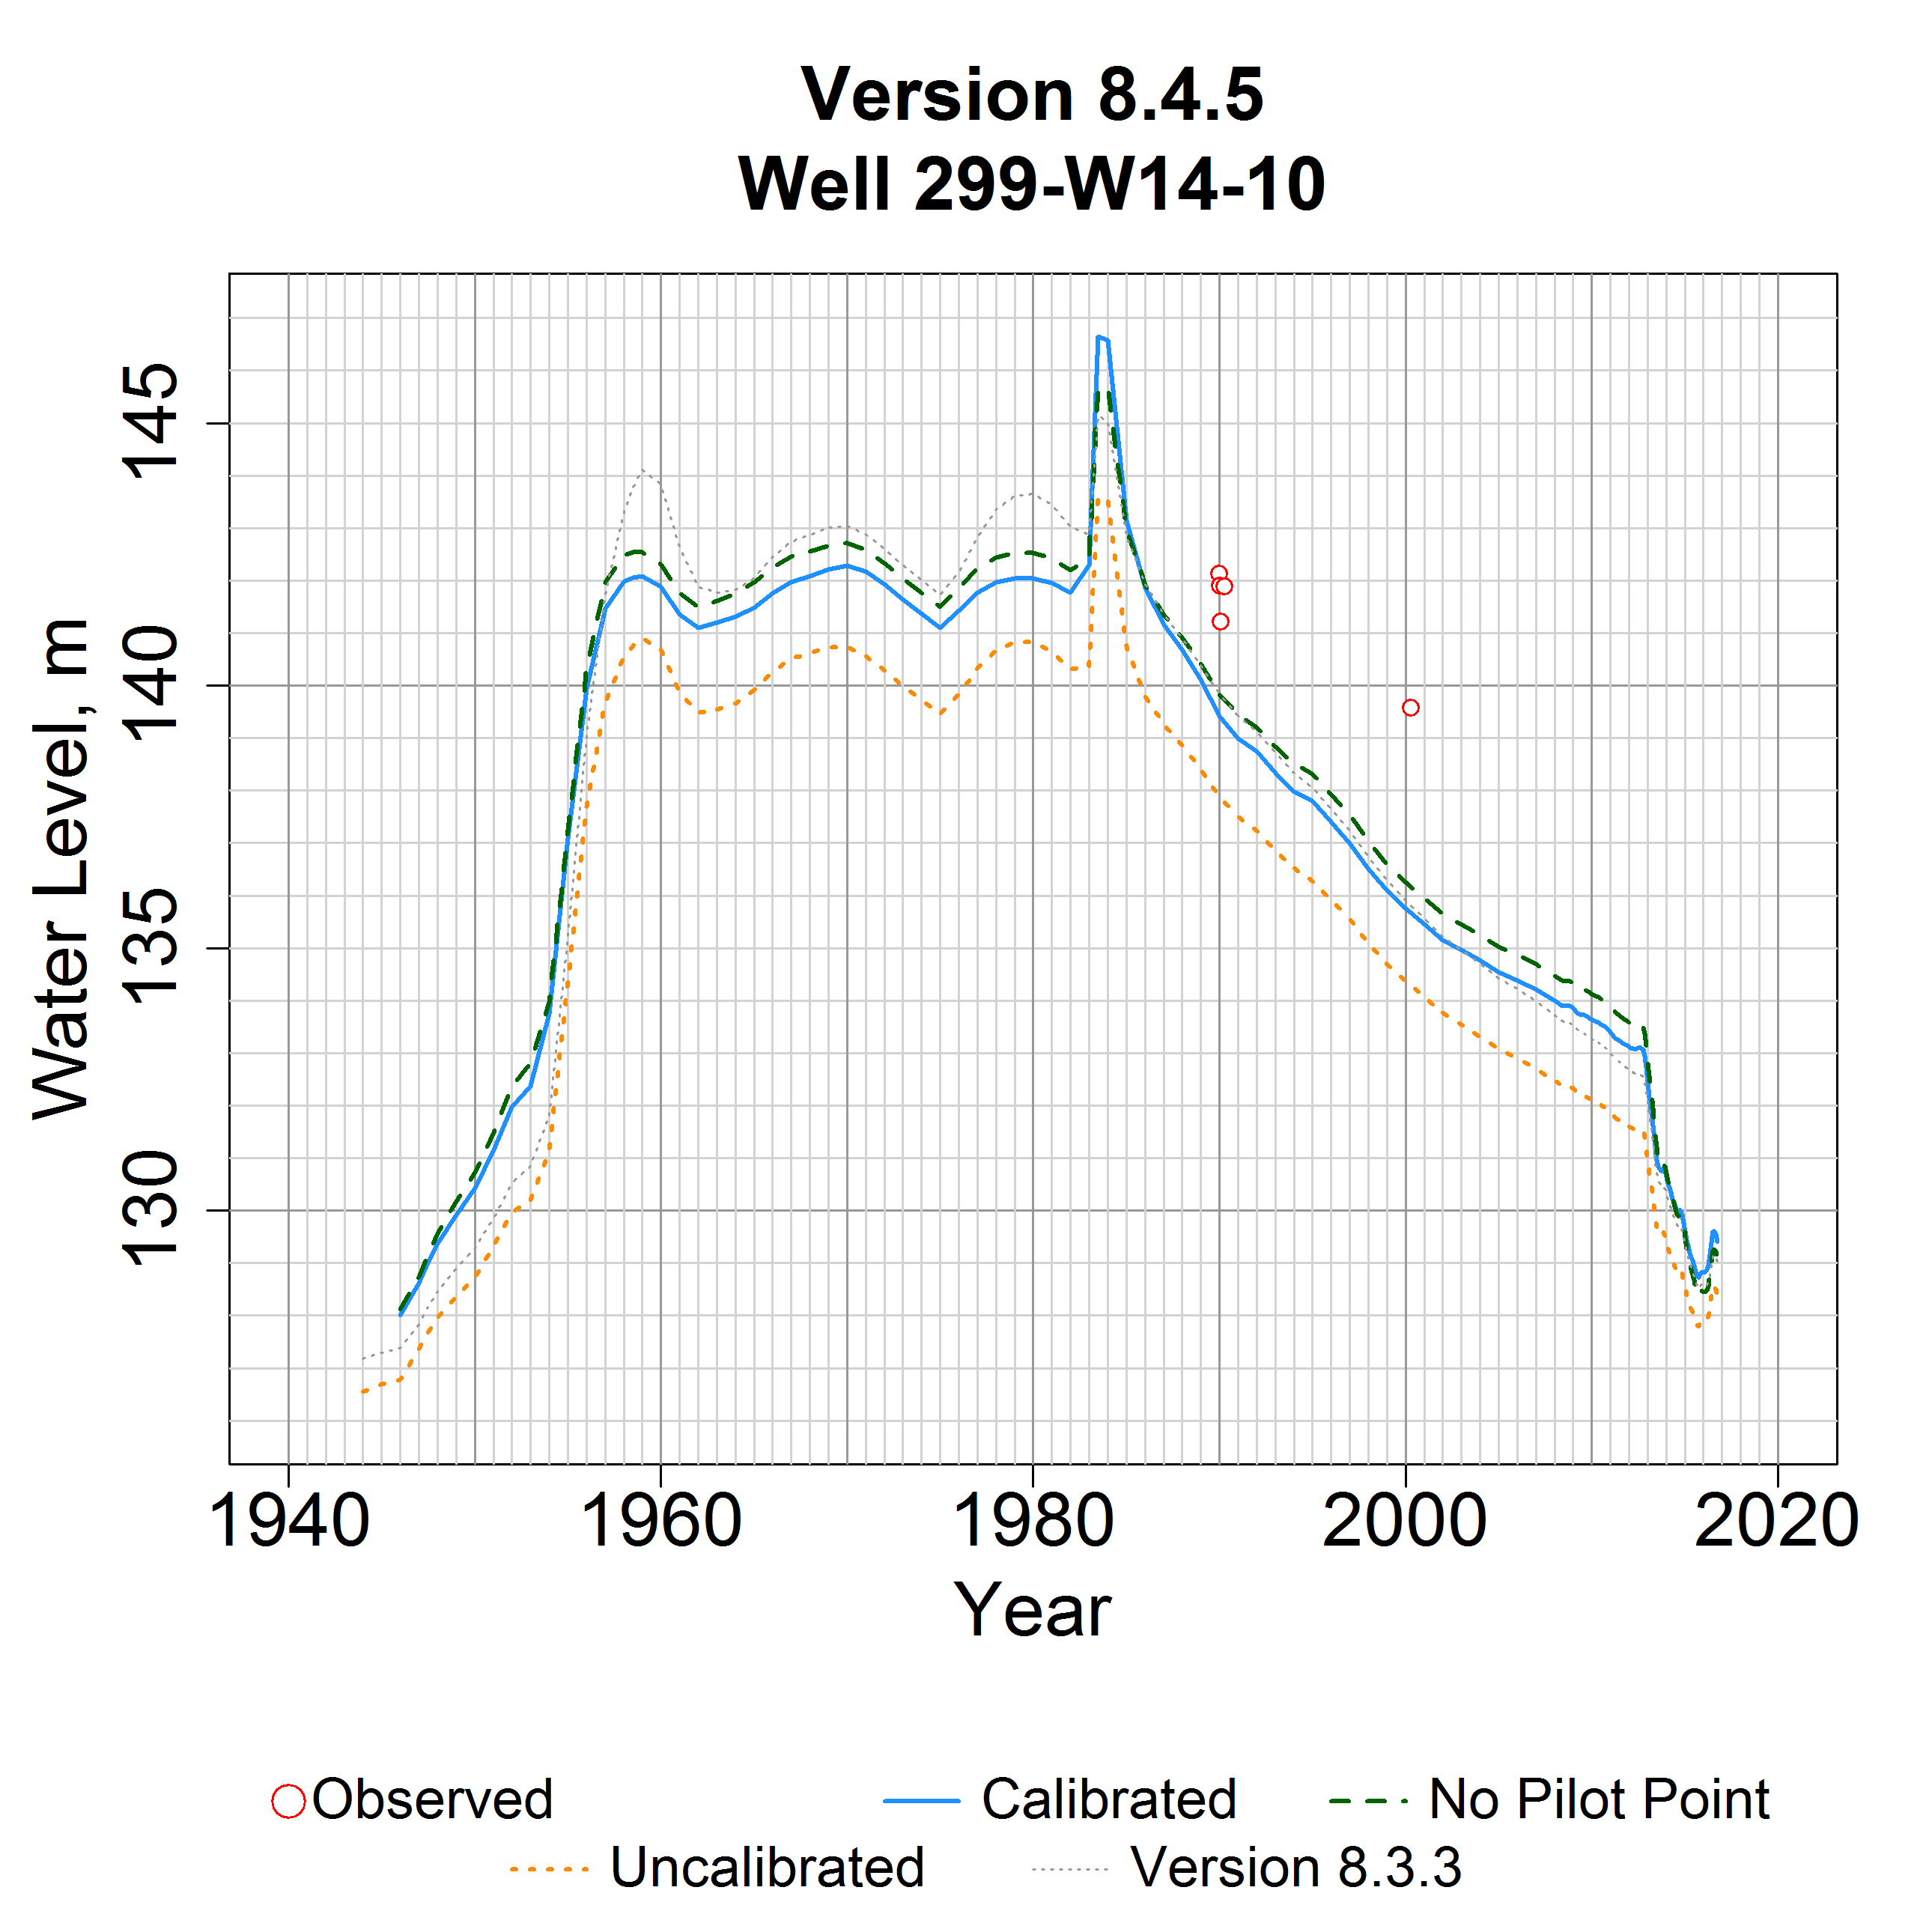 Version 8.4.5
Well 299-W14-10
Water Level, m
145
140
135
130
1940 1960 1980 2000 2020
Year
Observed Calibrated No Pilot Point
Uncalibrated Version 8.3.3